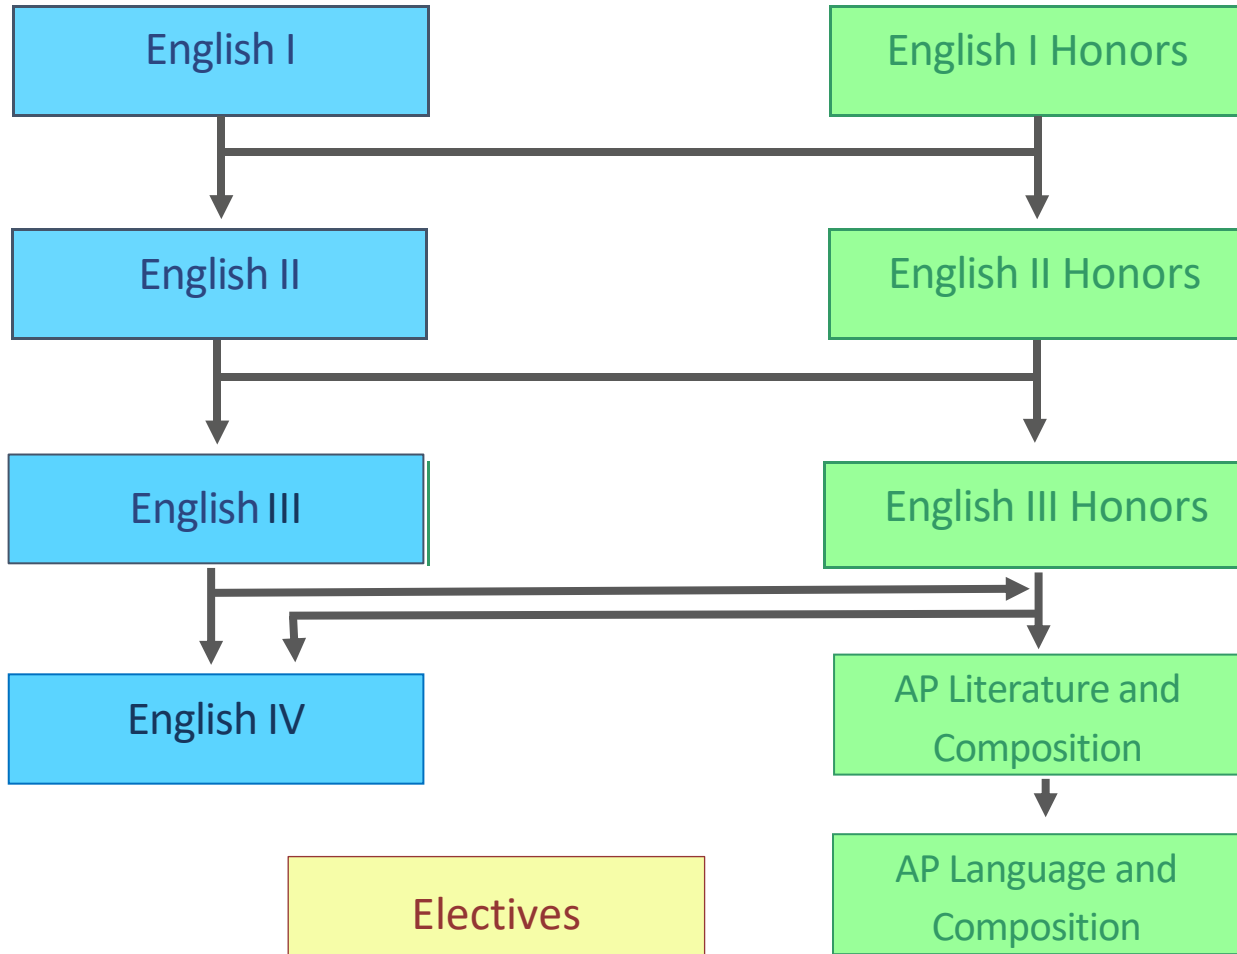 English I
English I Honors
English II
English II Honors
English III
English III Honors
English IV
AP Literature and
Composition
AP Language and
Composition
Electives